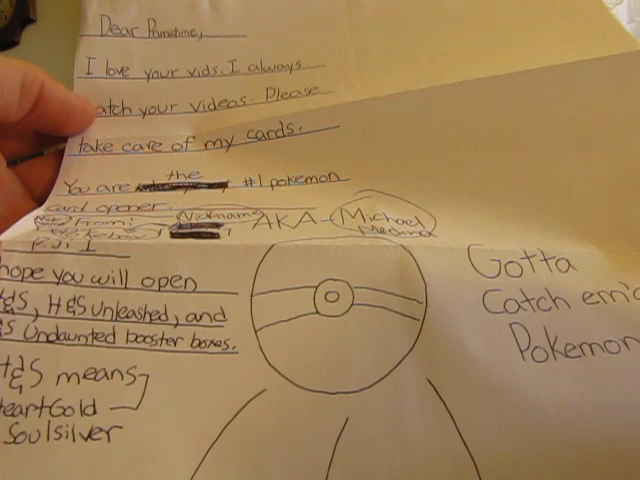 Dear Primetime,
I love your vids. I always
atch your videos. Please
take care of my cards.
You are the #1 pokemon
card opener.
From: Nickname AKA - Michael
P.S. I
hope you will open
H&S Unleashed, and
Undaunted booster boxes.
means
HeartGold
Soulsilver
Gotta
Catch em'
Pokemon